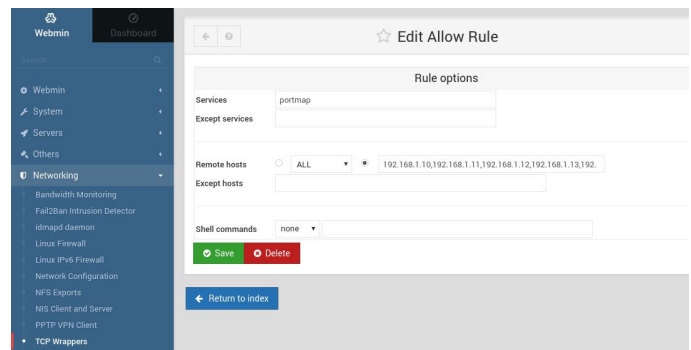 Webmin
Dashboard
Search
Webmin
System
Servers
Others
Networking
Bandwidth Monitoring
Fail2Ban Intrusion Detector
idmapd daemon
Linux Firewall
Linux IPv6 Firewall
Network Configuration
NFS Exports
NIS Client and Server
PPTP VPN Client
TCP Wrappers
Edit Allow Rule
Rule options
Services portmap
Except services
Remote hosts ALL 192.168.1.10,192.168.1.11,192.168.1.12,192.168.1.13,192.
Except hosts
Shell commands none
Save Delete
Return to index